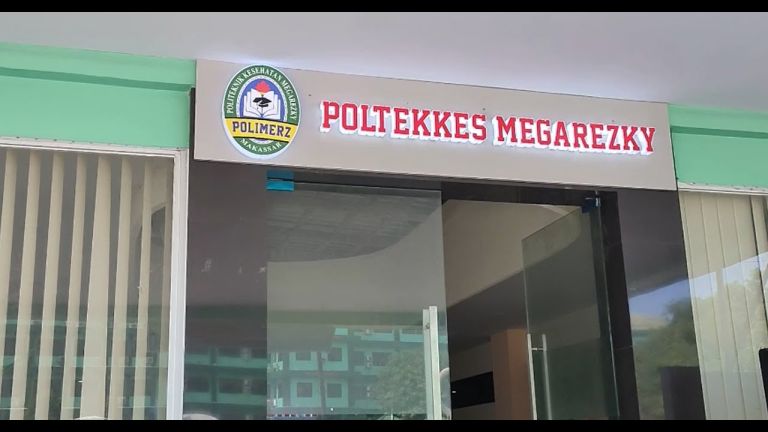 POLITEKNIK KESEHATAN MEGAREZKY
POLIMERZ
MAKASSAR
POLTEKKES MEGAREZKY